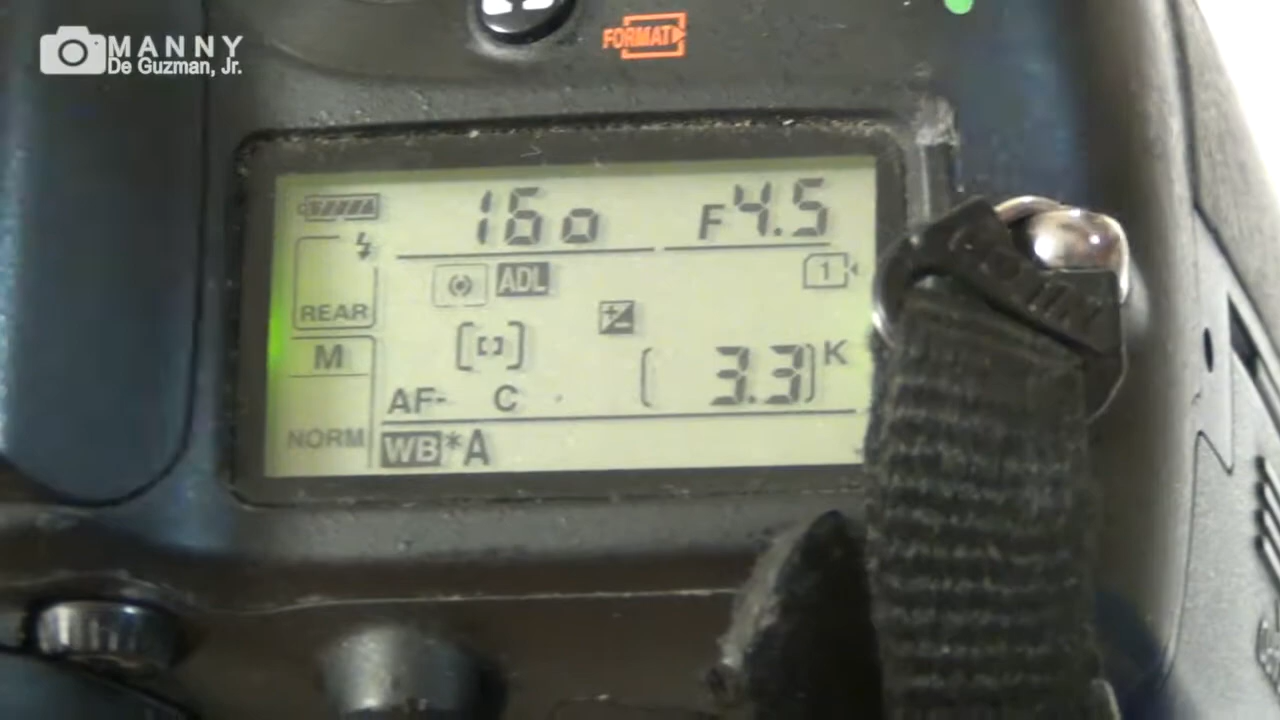 MANNY
De Guzman, Jr.
FORMAT
160 F4.5
ADL 1
REAR
M
3.3 K
AF- C
NORM
WB *A